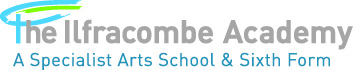 the Ilfracombe Academy
A Specialist Arts School & Sixth Form